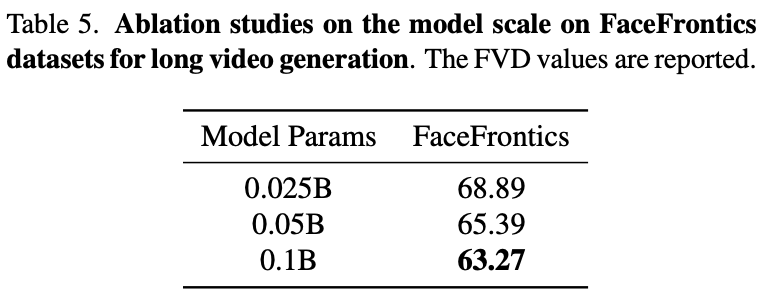 Table 5. Ablation studies on the model scale on FaceFrontics
datasets for long video generation. The FVD values are reported.
Model Params FaceFrontics
0.025B 68.89
0.05B 65.39
0.1B 63.27